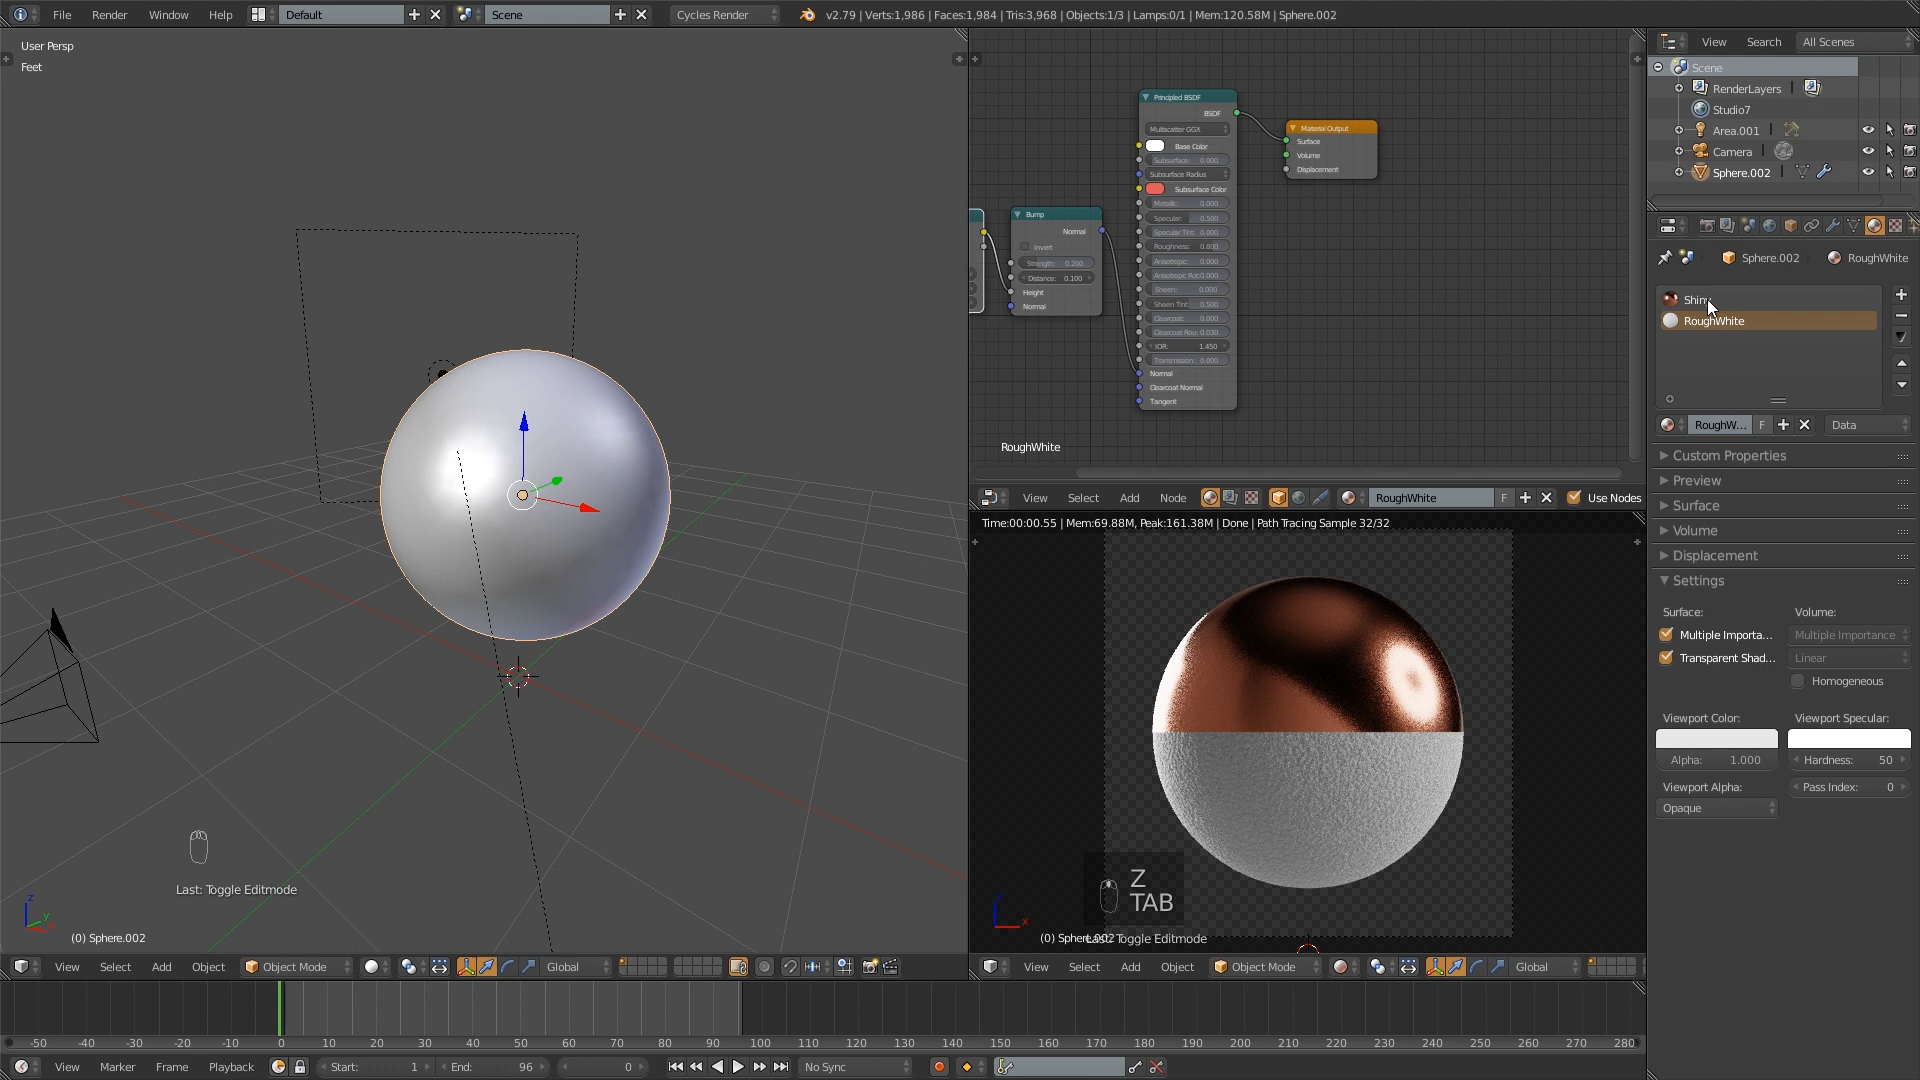 File Render Window Help Default Scene Cycles Render v2.79 | Verts:1,986 | Faces:1,984 | Tris:3,968 | Objects:1/3 | Lamps:0/1 | Mem:120.58M | Sphere.002
User Persp
Feet
Last: Toggle Editmode
(0) Sphere.002
View Select Add Object Object Mode Global
Principled BSDF
BSDF
Multiscatter GGX
Base Color
Subsurface: 0.000
Subsurface Radius
Subsurface Color
Metallic: 0.000
Specular: 0.500
Specular Tint: 0.000
Roughness: 0.800
Anisotropic: 0.000
Anisotropic Rot: 0.000
Sheen: 0.000
Sheen Tint: 0.500
Clearcoat: 0.000
Clearcoat Rou: 0.030
IOR: 1.450
Transmission: 0.000
Normal
Clearcoat Normal
Tangent
Material Output
Surface
Volume
Displacement
Bump
Normal
Invert
Strength: 0.200
Distance: 0.100
Height
Normal
RoughWhite
View Select Add Node RoughWhite F Use Nodes
Time:00:00.55 | Mem:69.88M, Peak:161.38M | Done | Path Tracing Sample 32/32
Z
TAB
(0) Sphere.002
Last: Toggle Editmode
View Select Add Object Object Mode Global
View Search All Scenes
Scene
RenderLayers
Studio7
Area.001
Camera
Sphere.002
Sphere.002 RoughWhite
Shiny
RoughWhite
RoughW... F Data
Custom Properties
Preview
Surface
Volume
Displacement
Settings
Surface: Volume:
Multiple Importa... Multiple Importance
Transparent Shad... Linear
Homogeneous
Viewport Color: Viewport Specular:
Alpha: 1.000 Hardness: 50
Viewport Alpha: Pass Index: 0
Opaque
-50 -40 -30 -20 -10 0 10 20 30 40 50 60 70 80 90 100 110 120 130 140 150 160 170 180 190 200 210 220 230 240 250 260 270 280
View Marker Frame Playback Start: 1 End: 96 0 No Sync